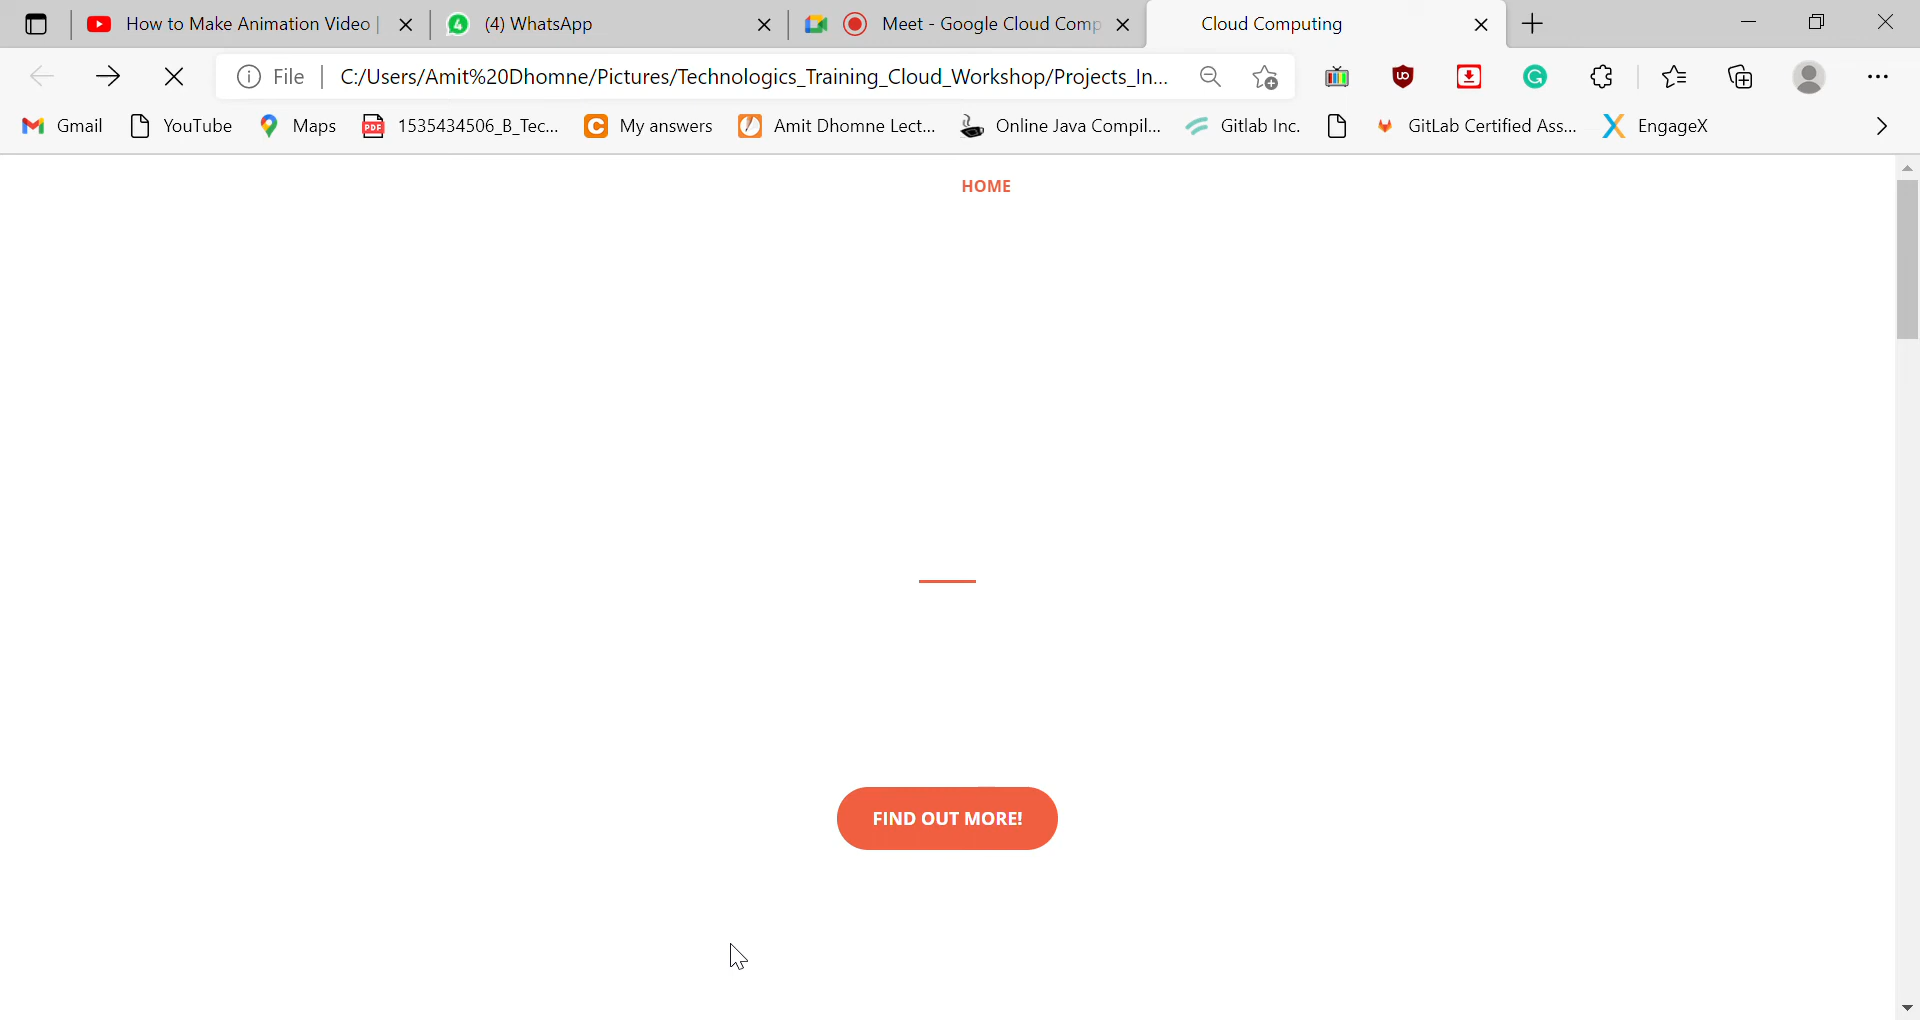 How to Make Animation Video
(4) WhatsApp
Meet - Google Cloud Comp
Cloud Computing
File
C:/Users/Amit%20Dhomne/Pictures/Technologics_Training_Cloud_Workshop/Projects_In...
Gmail
YouTube
Maps
PDF
1535434506_B_Tec...
My answers
Amit Dhomne Lect...
Online Java Compil...
Gitlab Inc.
GitLab Certified Ass...
EngageX
HOME
FIND OUT MORE!